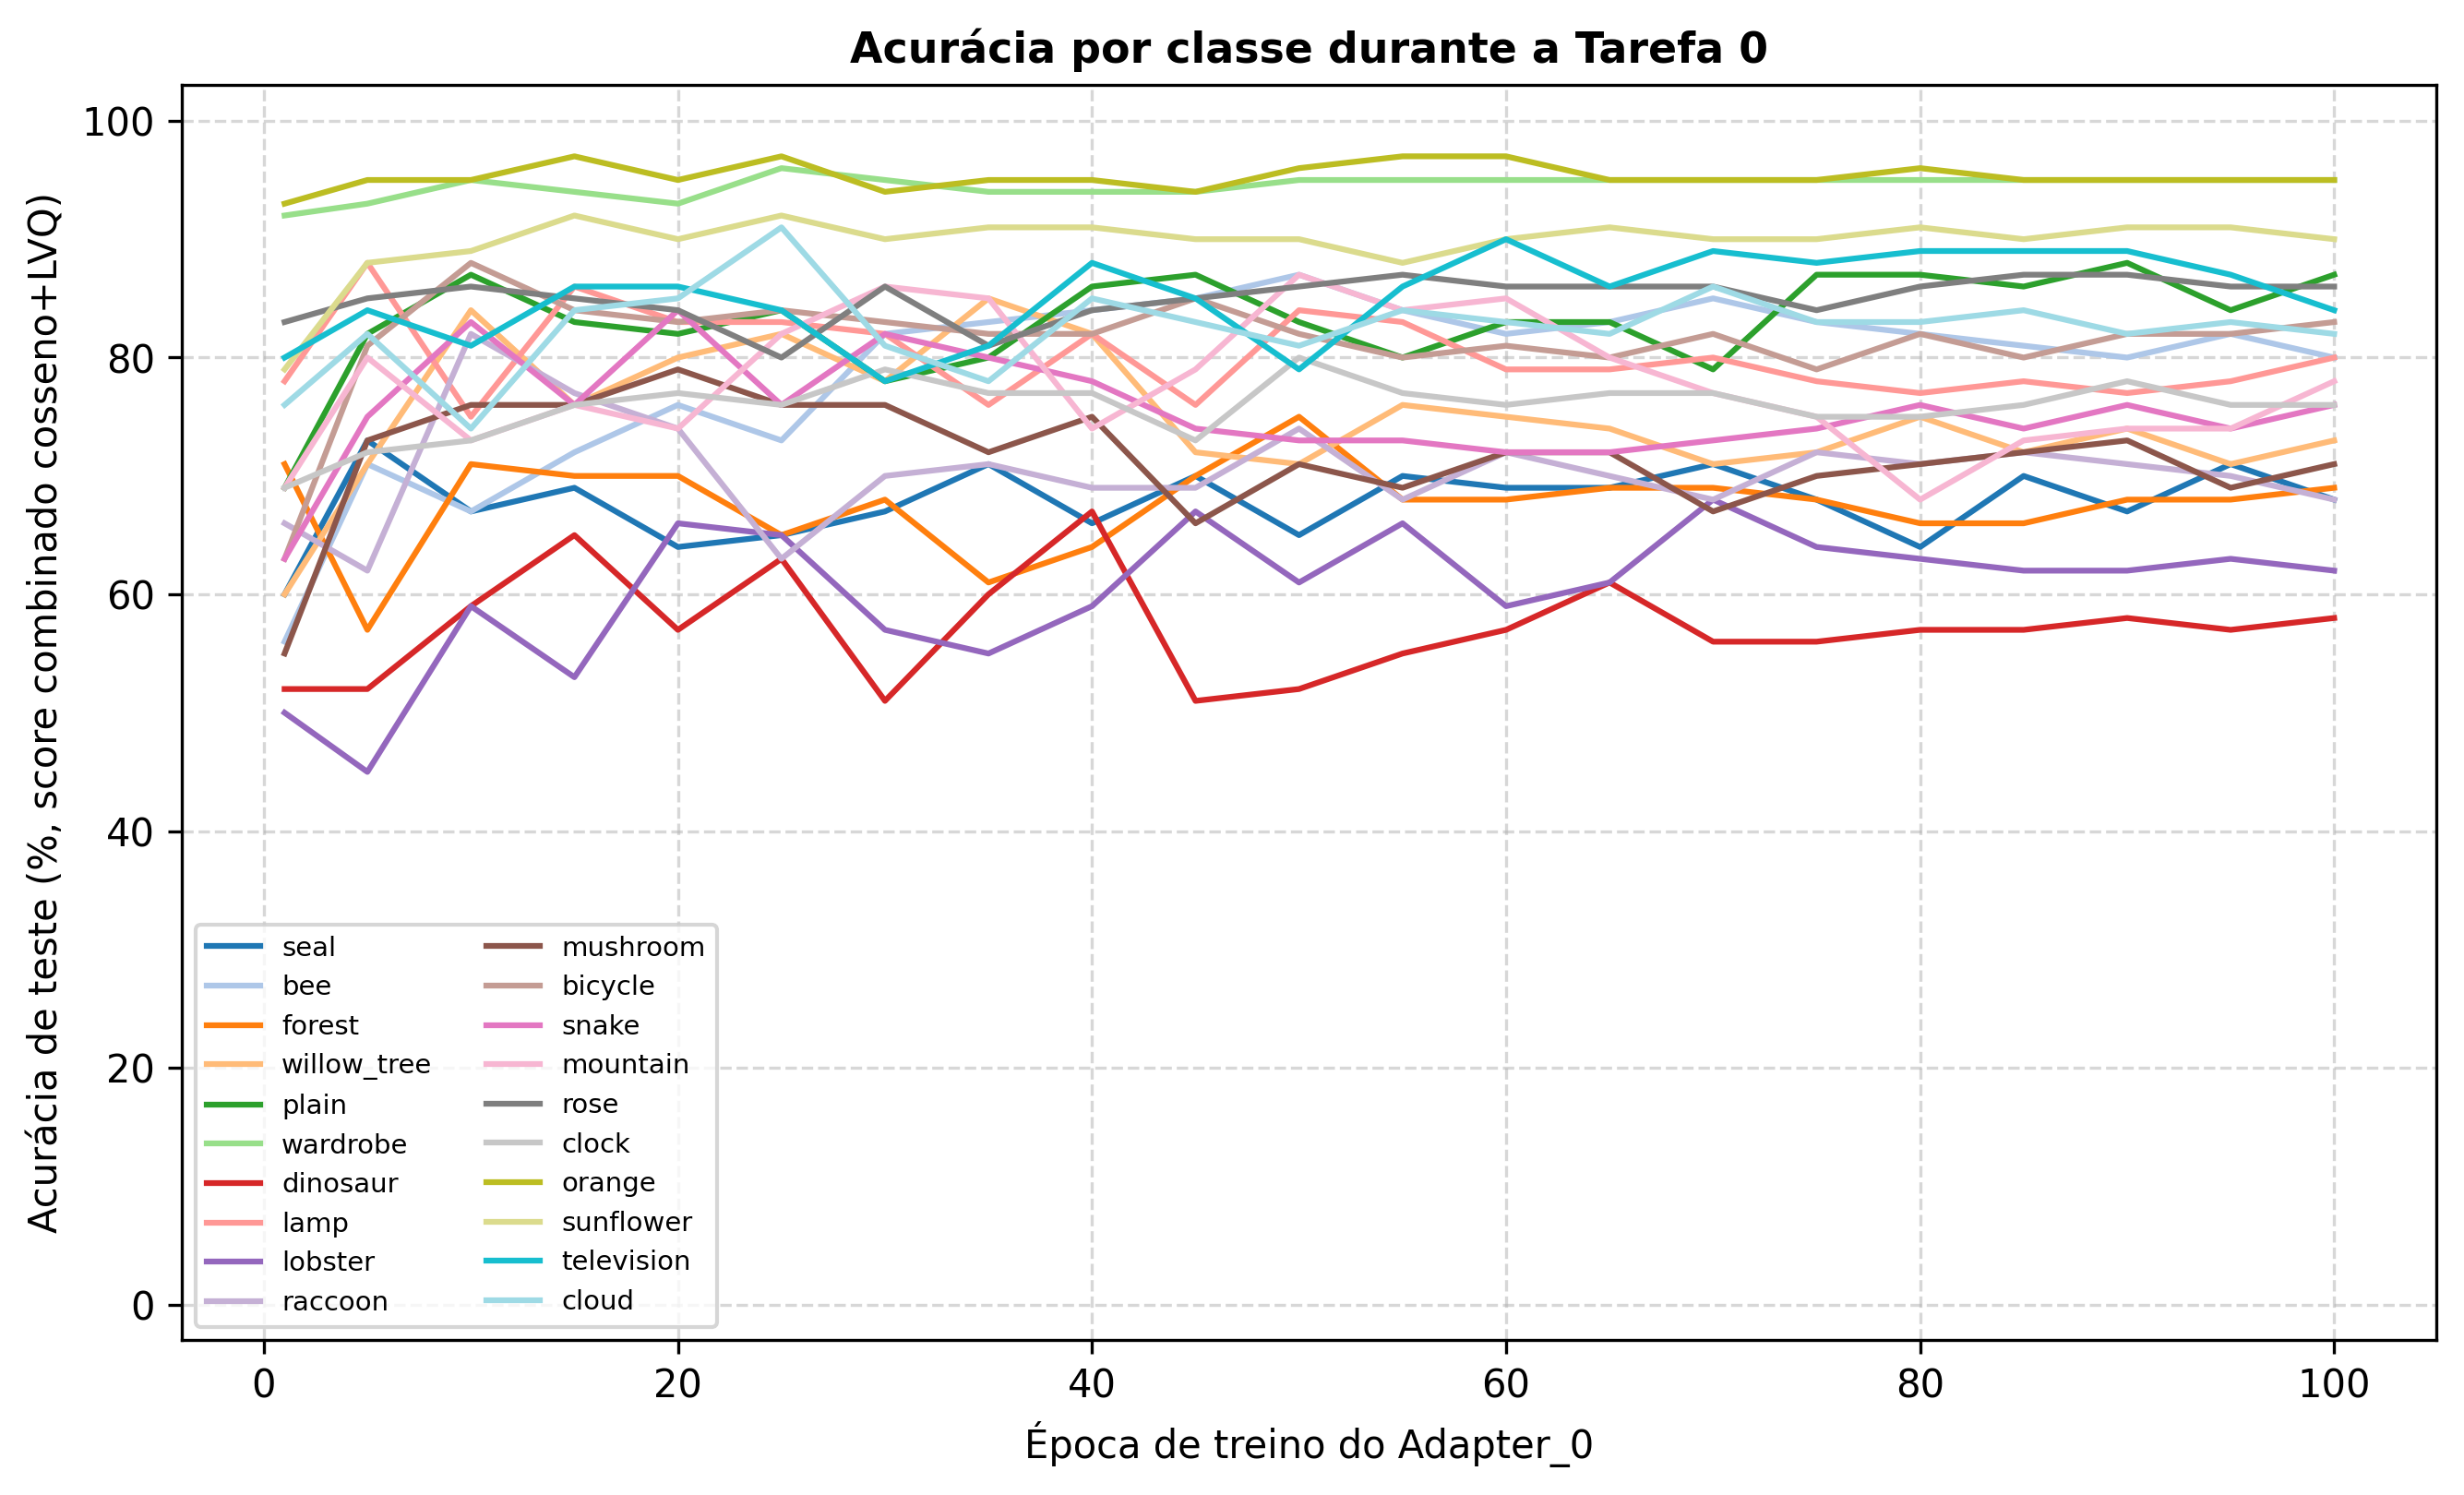 Acurácia por classe durante a Tarefa 0
Acurácia de teste (%, score combinado cosseno+LVQ)
100
80
60
40
20
0
seal
bee
forest
willow_tree
plain
wardrobe
dinosaur
lamp
lobster
raccoon
mushroom
bicycle
snake
mountain
rose
clock
orange
sunflower
television
cloud
0 20 40 60 80 100
Época de treino do Adapter_0